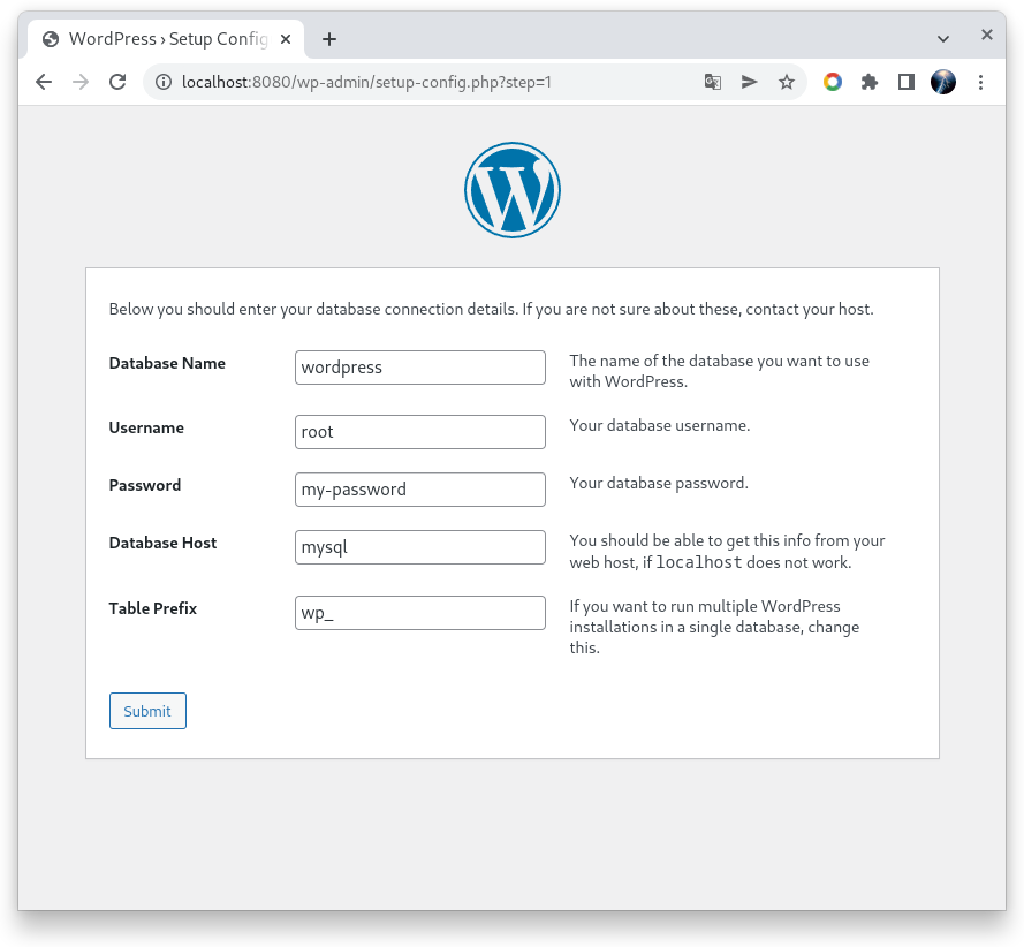 WordPress › Setup Config
localhost:8080/wp-admin/setup-config.php?step=1
Below you should enter your database connection details. If you are not sure about these, contact your host.
Database Name
wordpress
The name of the database you want to use
with WordPress.
Username
root
Your database username.
Password
my-password
Your database password.
Database Host
mysql
You should be able to get this info from your
web host, if localhost does not work.
Table Prefix
wp_
If you want to run multiple WordPress
installations in a single database, change
this.
Submit